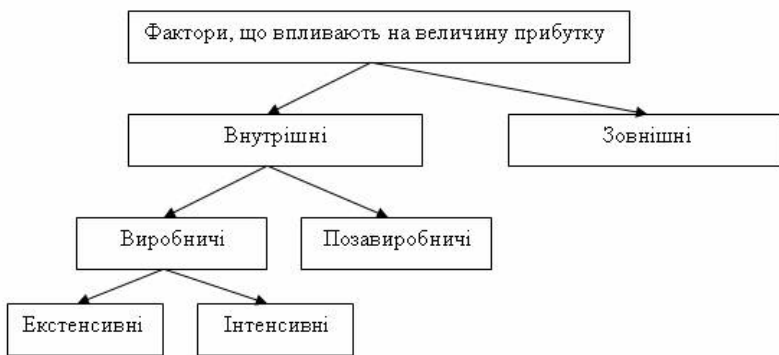 Фактори, що впливають на величину прибутку
Внутрішні
Зовнішні
Виробничі
Позавиробничі
Екстенсивні
Інтенсивні